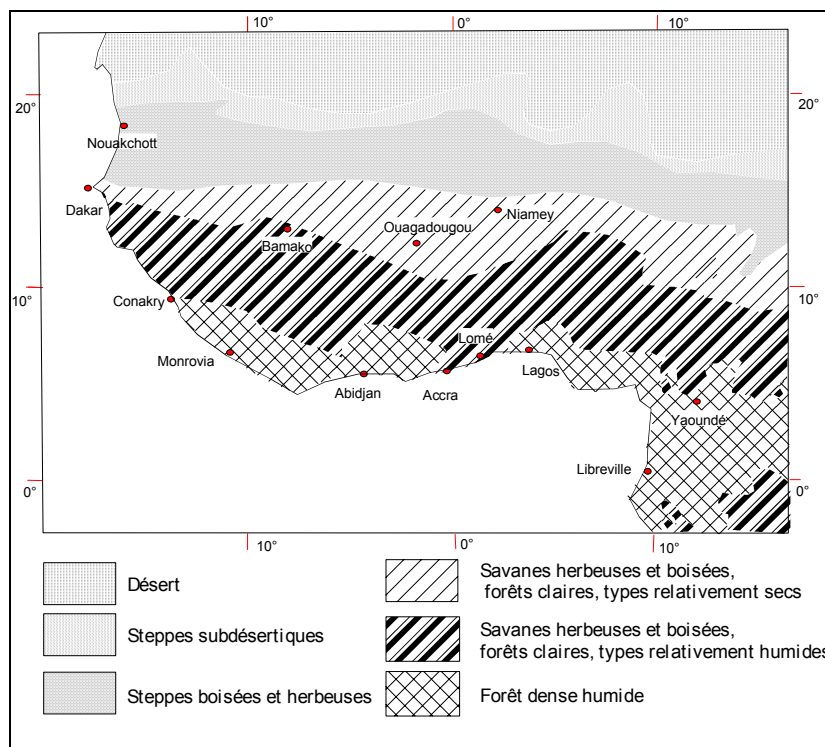 10°
0°
10°
20°
20°
Nouakchott
Dakar
Niamey
Ouagadougou
Bamako
10°
10°
Conakry
Lomé
Monrovia
Lagos
Abidjan
Accra
Yaoundé
Libreville
0°
0°
10°
0°
10°
Désert
Steppes subdésertiques
Steppes boisées et herbeuses
Savanes herbeuses et boisées,
forêts claires, types relativement secs
Savanes herbeuses et boisées,
forêts claires, types relativement humides
Forêt dense humide